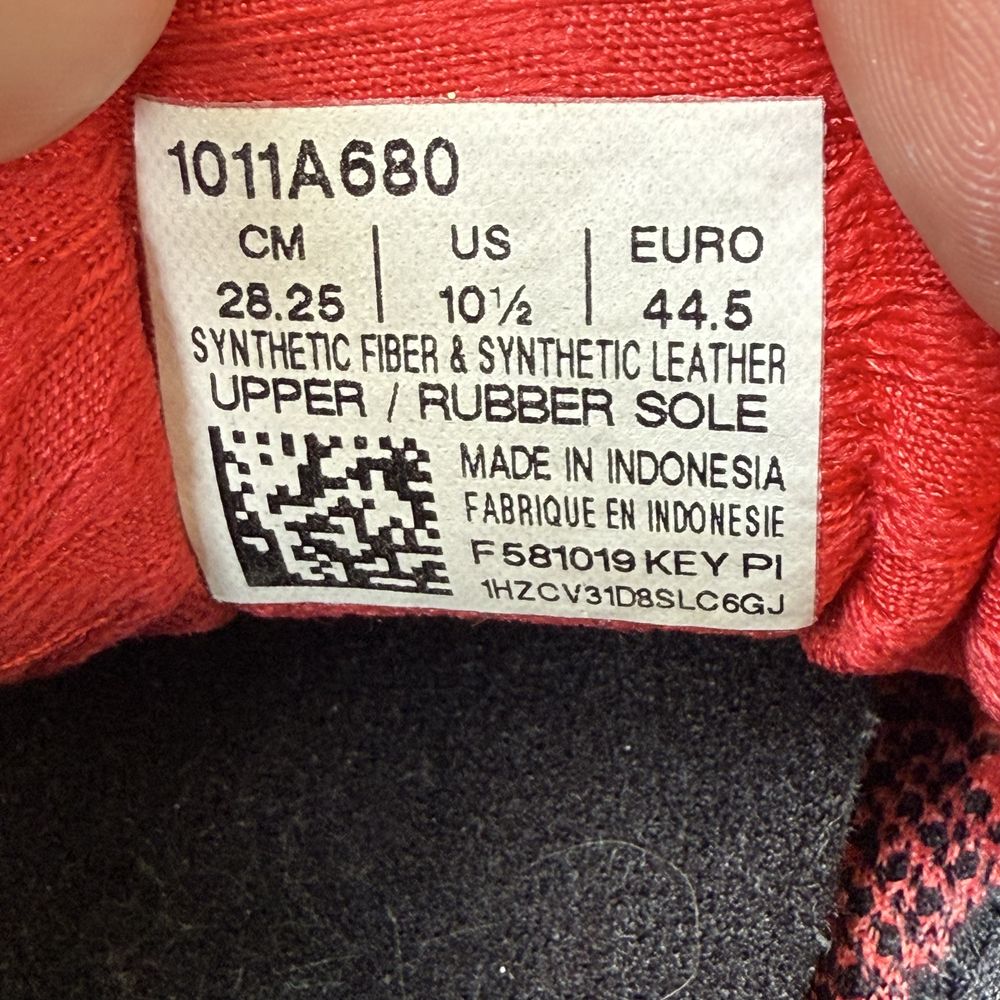 1011A680
CM | US | EURO
28.25 | 10½ | 44.5
SYNTHETIC FIBER & SYNTHETIC LEATHER
UPPER / RUBBER SOLE
MADE IN INDONESIA
FABRIQUE EN INDONESIE
F581019 KEY PI
1HZCV31D8SLC6GJ